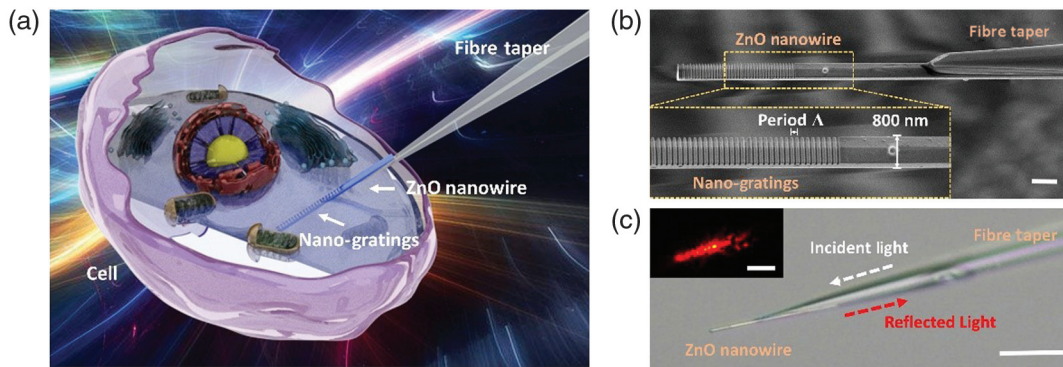 (a)
Fibre taper
ZnO nanowire
Nano-gratings
Cell
(b)
ZnO nanowire
Fibre taper
Period Λ
800 nm
Nano-gratings
(c)
Fibre taper
Incident light
Reflected Light
ZnO nanowire